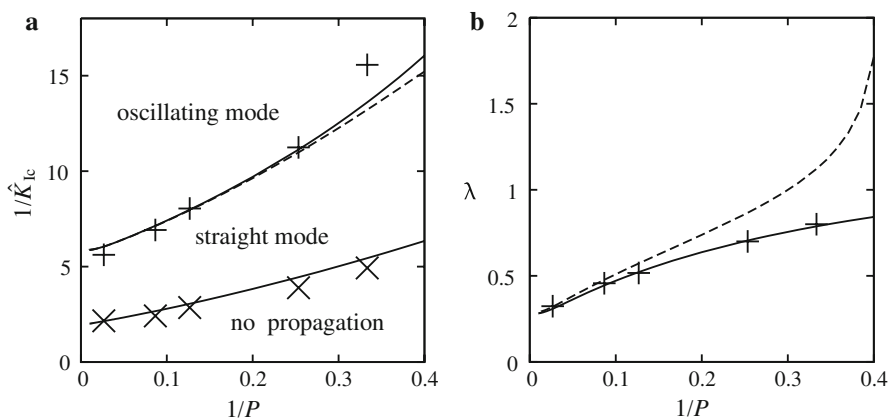 a
15
10
5
0
1/K̂Ic
oscillating mode
straight mode
no propagation
0 0.1 0.2 0.3 0.4
1/P
b
2
1.5
1
0.5
0
λ
0 0.1 0.2 0.3 0.4
1/P